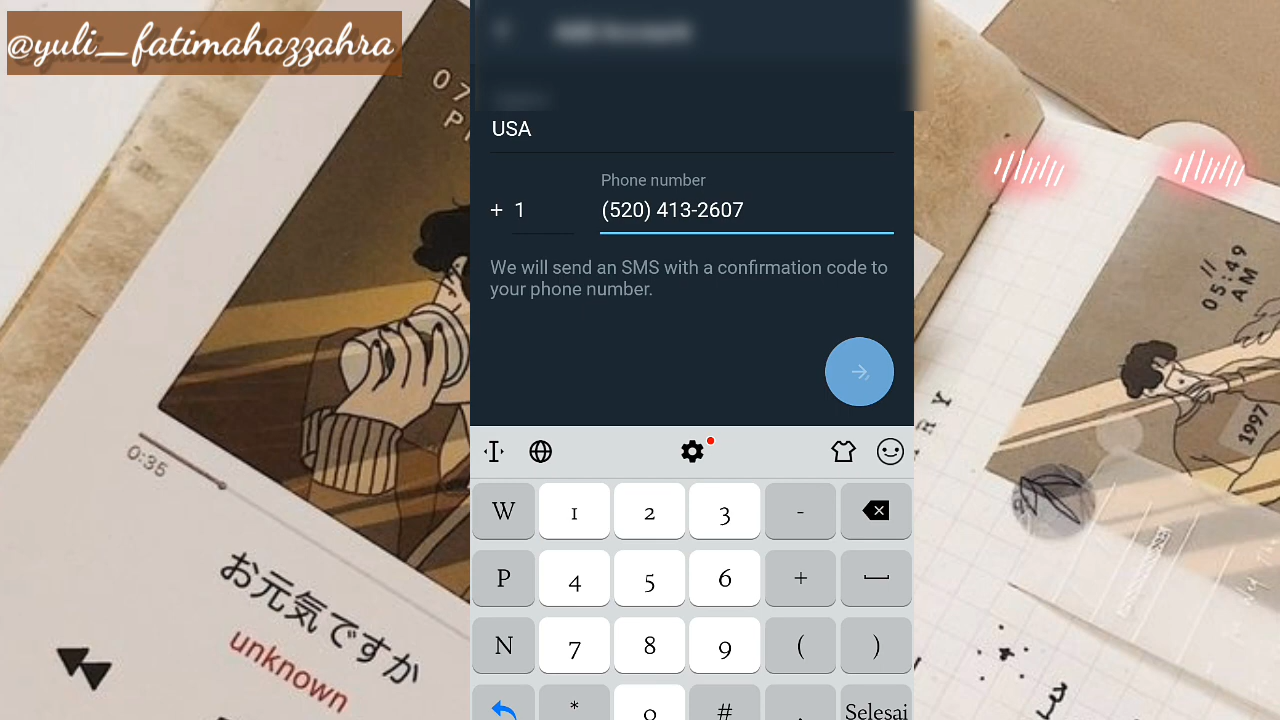 @yuli_fatimahazzahra
0:35
お元気ですか
unknown
USA
Phone number
+ 1 (520) 413-2607
We will send an SMS with a confirmation code to
your phone number.
W 1 2 3 -
P 4 5 6 +
N 7 8 9 ( )
* 0 # . Selesai
//
05:49
AM
1997